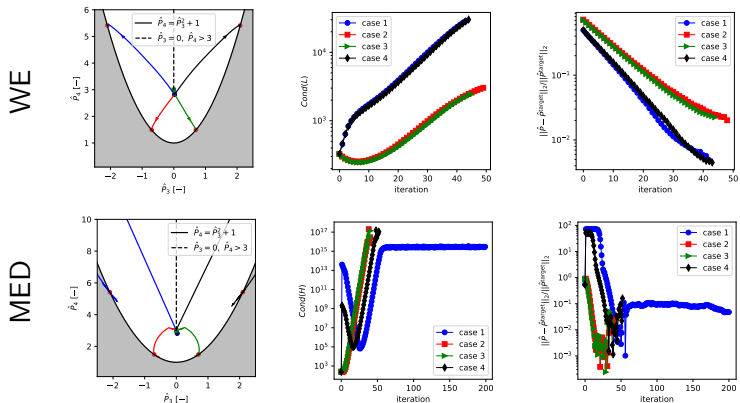 WE
6
5
4
3
2
1
P̂₄ [−]
P̂₄ = P̂₃² + 1
P̂₃ = 0, P̂₄ > 3
−2 −1 0 1 2
P̂₃ [−]
10⁴
10³
Cond(L)
case 1
case 2
case 3
case 4
0 10 20 30 40 50
iteration
10⁻¹
10⁻²
||P̂ − P̂ᵗᵃʳᵍᵉᵗ||₂/||P̂ᵗᵃʳᵍᵉᵗ||₂
case 1
case 2
case 3
case 4
0 10 20 30 40 50
iteration
MED
10
8
6
4
2
P̂₄ [−]
P̂₄ = P̂₃² + 1
P̂₃ = 0, P̂₄ > 3
−2 −1 0 1 2
P̂₃ [−]
10¹⁷
10¹⁵
10¹³
10¹¹
10⁹
10⁷
10⁵
10³
Cond(H)
case 1
case 2
case 3
case 4
0 50 100 150 200
iteration
10²
10¹
10⁰
10⁻¹
10⁻²
10⁻³
||P̂ − P̂ᵗᵃʳᵍᵉᵗ||₂/||P̂ᵗᵃʳᵍᵉᵗ||₂
case 1
case 2
case 3
case 4
0 50 100 150 200
iteration